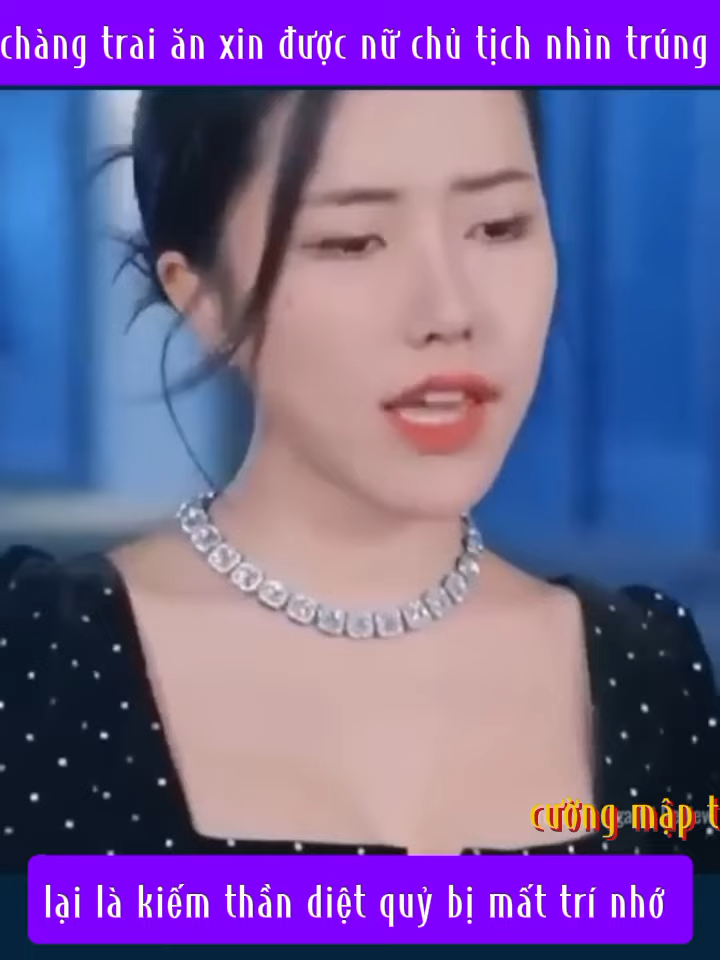 chàng trai ăn xin được nữ chủ tịch nhìn trúng
cường mập
lại là kiếm thần diệt quỷ bị mất trí nhớ